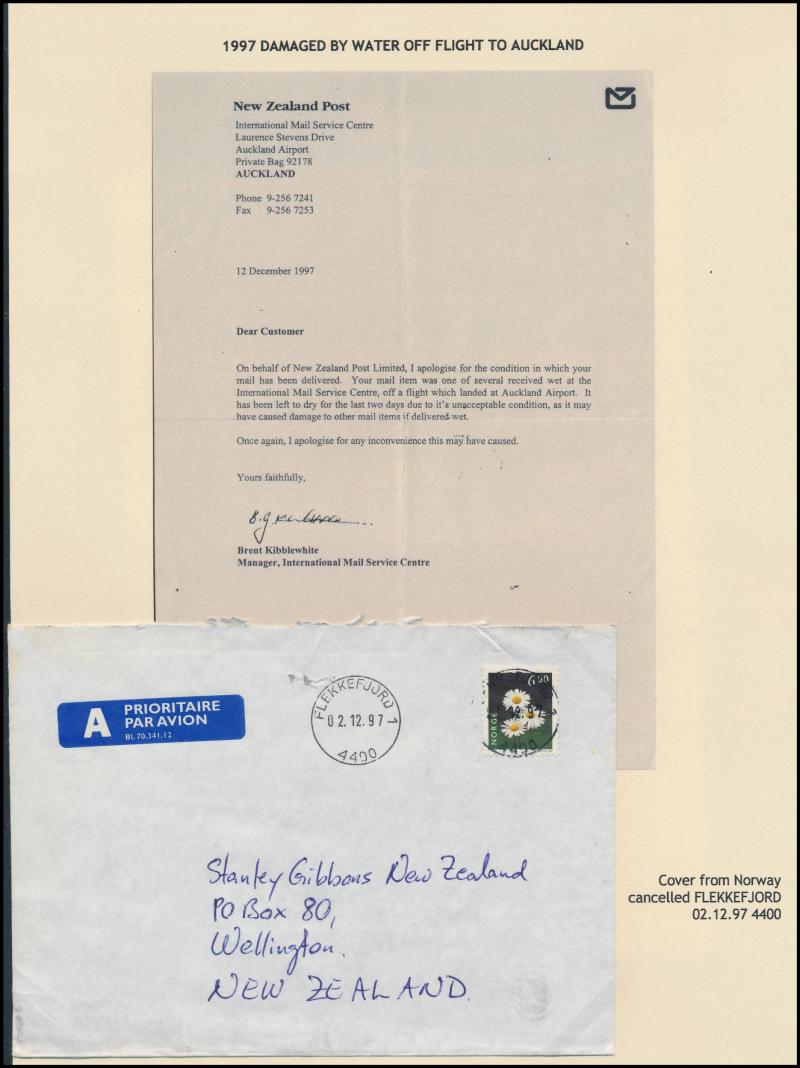 1997 DAMAGED BY WATER OFF FLIGHT TO AUCKLAND
New Zealand Post
International Mail Service Centre
Laurence Stevens Drive
Auckland Airport
Private Bag 92178
AUCKLAND
Phone 9-256 7241
Fax 9-256 7253
12 December 1997
Dear Customer
On behalf of New Zealand Post Limited, I apologise for the condition in which your
mail has been delivered. Your mail item was one of several received wet at the
International Mail Service Centre, off a flight which landed at Auckland Airport. It
has been left to dry for the last two days due to it's unacceptable condition, as it may
have caused damage to other mail items if delivered wet.
Once again, I apologise for any inconvenience this may have caused.
Yours faithfully,
Brent Kibblewhite
Manager, International Mail Service Centre
A PRIORITAIRE
PAR AVION
BL 70.341.12
FLEKKEFJORD 1
02.12.97
4400
6.00
NORGE
12.97
4400
Stanley Gibbons New Zealand
PO Box 80,
Wellington.
NEW ZEALAND.
Cover from Norway
cancelled FLEKKEFJORD
02.12.97 4400